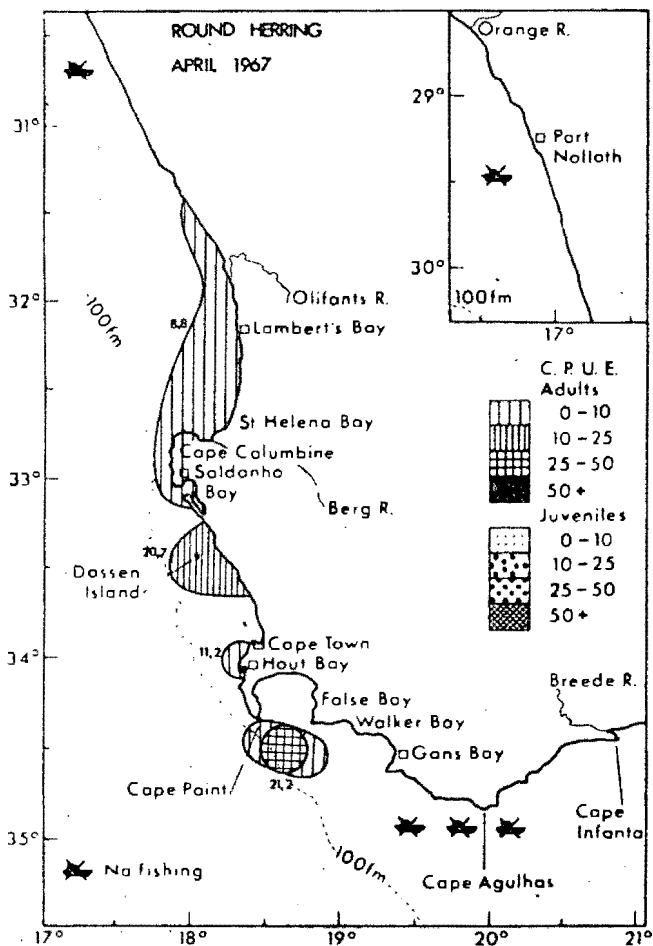 ROUND HERRING
APRIL 1967
Orange R.
29°
Port
Nolloth
30°
100fm
17°
31°
32°
33°
34°
35°
100fm
8,8
Olifants R.
Lambert's Bay
St Helena Bay
Cape Columbine
Saldanha
Bay
Berg R.
20,7
Dassen
Island
11,2
Cape Town
Hout Bay
False Bay
Walker Bay
Gans Bay
Breede R.
Cape Point
21,2
Cape
Infanta
100fm
Cape Agulhas
No fishing
C. P. U. E.
Adults
0-10
10-25
25-50
50+
Juveniles
0-10
10-25
25-50
50+
17° 18° 19° 20° 21°